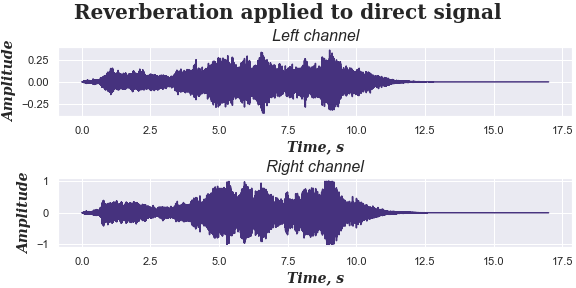 Reverberation applied to direct signal
Left channel
Amplitude
0.25
0.00
−0.25
0.0 2.5 5.0 7.5 10.0 12.5 15.0 17.5
Time, s
Right channel
Amplitude
1
0
−1
0.0 2.5 5.0 7.5 10.0 12.5 15.0 17.5
Time, s